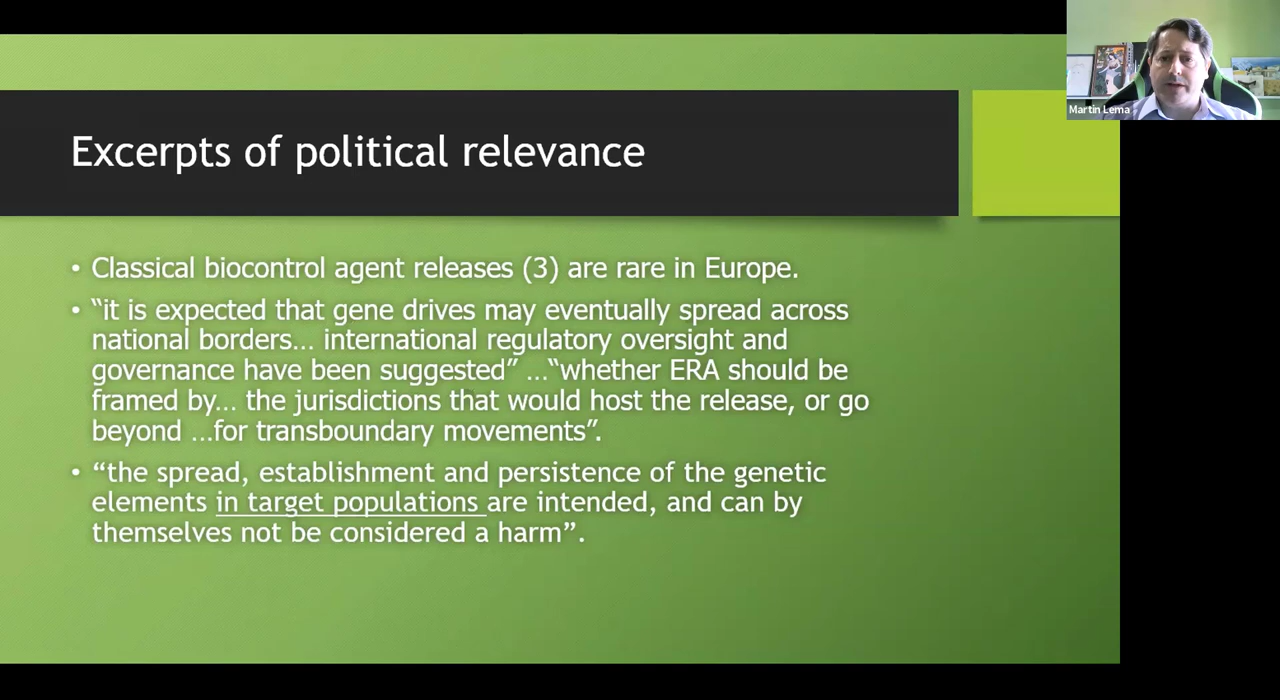 Martin Lema
Excerpts of political relevance
• Classical biocontrol agent releases (3) are rare in Europe.
• “it is expected that gene drives may eventually spread across
national borders… international regulatory oversight and
governance have been suggested” …“whether ERA should be
framed by… the jurisdictions that would host the release, or go
beyond …for transboundary movements”.
• “the spread, establishment and persistence of the genetic
elements in target populations are intended, and can by
themselves not be considered a harm”.